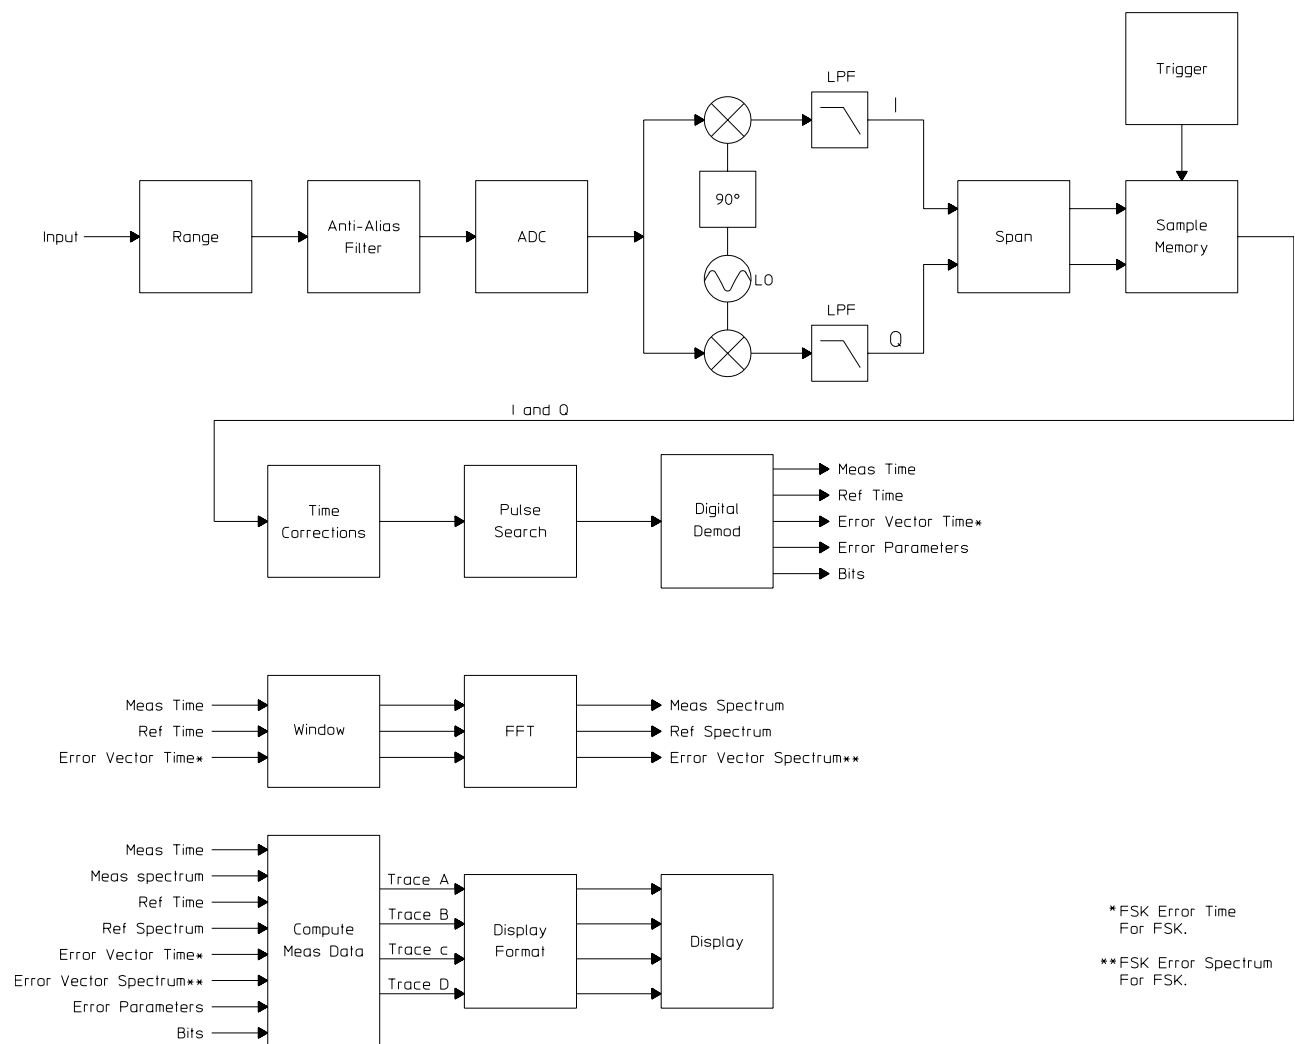 Trigger
LPF
I
90°
Input
Range
Anti-Alias
Filter
ADC
Span
Sample
Memory
LO
LPF
Q
I and Q
Time
Corrections
Pulse
Search
Digital
Demod
Meas Time
Ref Time
Error Vector Time*
Error Parameters
Bits
Meas Time
Ref Time
Error Vector Time*
Window
FFT
Meas Spectrum
Ref Spectrum
Error Vector Spectrum**
Meas Time
Meas spectrum
Ref Time
Ref Spectrum
Error Vector Time*
Error Vector Spectrum**
Error Parameters
Bits
Compute
Meas Data
Trace A
Trace B
Trace c
Trace D
Display
Format
Display
*FSK Error Time
For FSK.
**FSK Error Spectrum
For FSK.